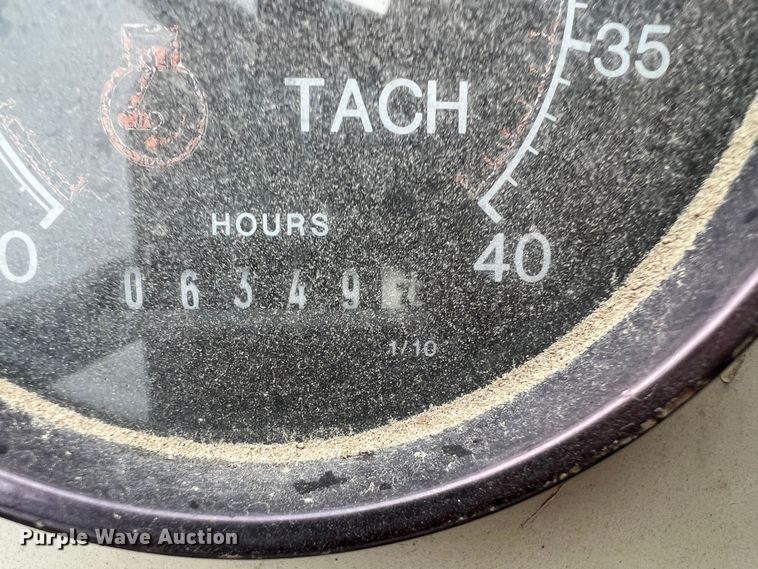 35
TACH
HOURS
0
40
06349
1/10
Purple Wave Auction